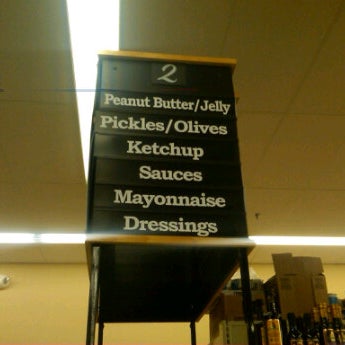 2
Peanut Butter/Jelly
Pickles/Olives
Ketchup
Sauces
Mayonnaise
Dressings